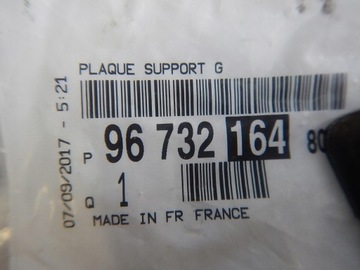 PLAQUE SUPPORT G
P 96 732 164 80
Q 1
MADE IN FR FRANCE
07/09/2017 - 5:21